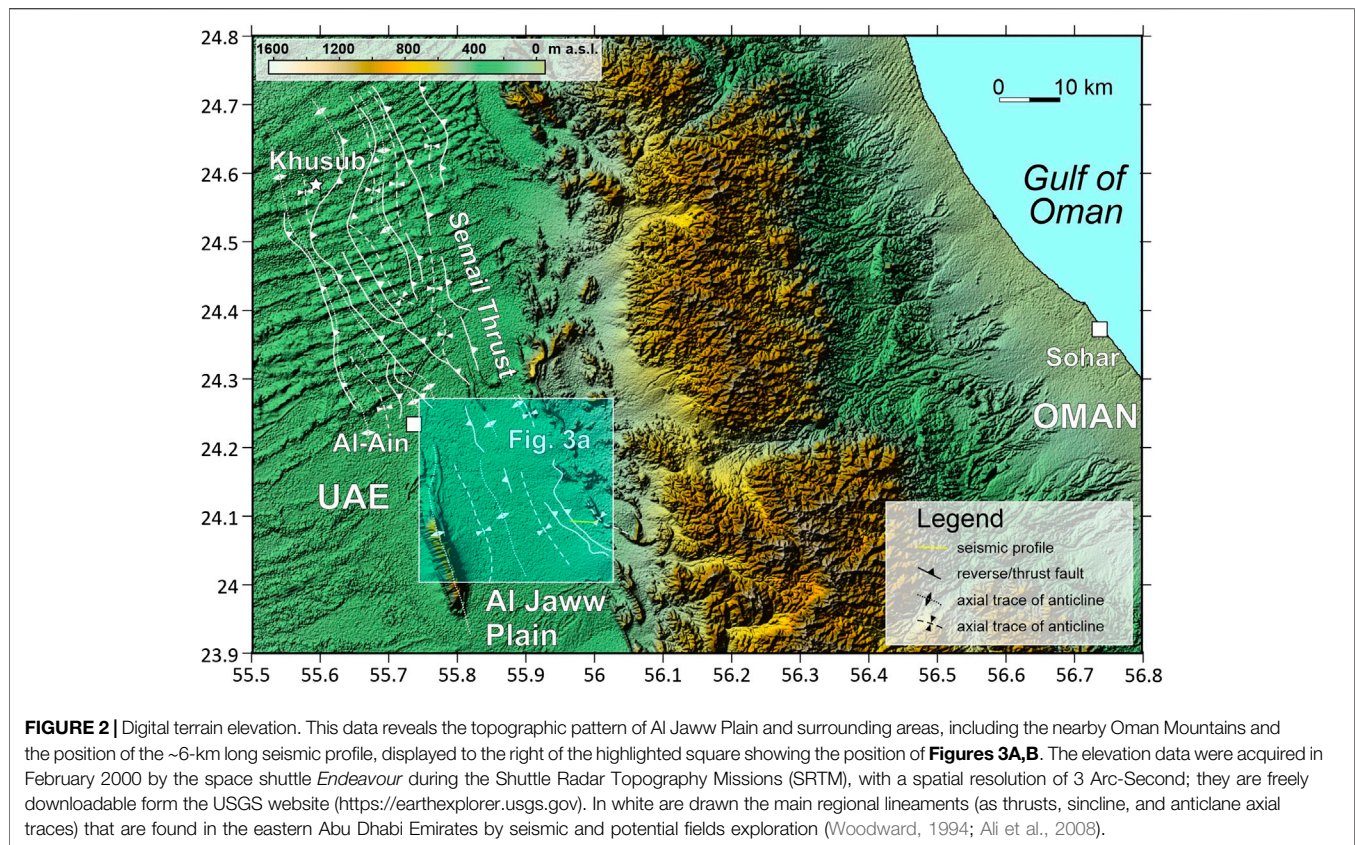 24.8
24.7
24.6
24.5
24.4
24.3
24.2
24.1
24
23.9
1600 1200 800 400 0 m a.s.l.
0 10 km
Khusub
Gulf of
Oman
Semail Thrust
Sohar
OMAN
Al-Ain
Fig. 3a
UAE
Al Jaww
Plain
Legend
seismic profile
reverse/thrust fault
axial trace of anticline
axial trace of anticline
55.5 55.6 55.7 55.8 55.9 56 56.1 56.2 56.3 56.4 56.5 56.6 56.7 56.8
FIGURE 2 | Digital terrain elevation. This data reveals the topographic pattern of Al Jaww Plain and surrounding areas, including the nearby Oman Mountains and
the position of the ~6-km long seismic profile, displayed to the right of the highlighted square showing the position of Figures 3A,B. The elevation data were acquired in
February 2000 by the space shuttle Endeavour during the Shuttle Radar Topography Missions (SRTM), with a spatial resolution of 3 Arc-Second; they are freely
downloadable form the USGS website (https://earthexplorer.usgs.gov). In white are drawn the main regional lineaments (as thrusts, sincline, and anticlane axial
traces) that are found in the eastern Abu Dhabi Emirates by seismic and potential fields exploration (Woodward, 1994; Ali et al., 2008).